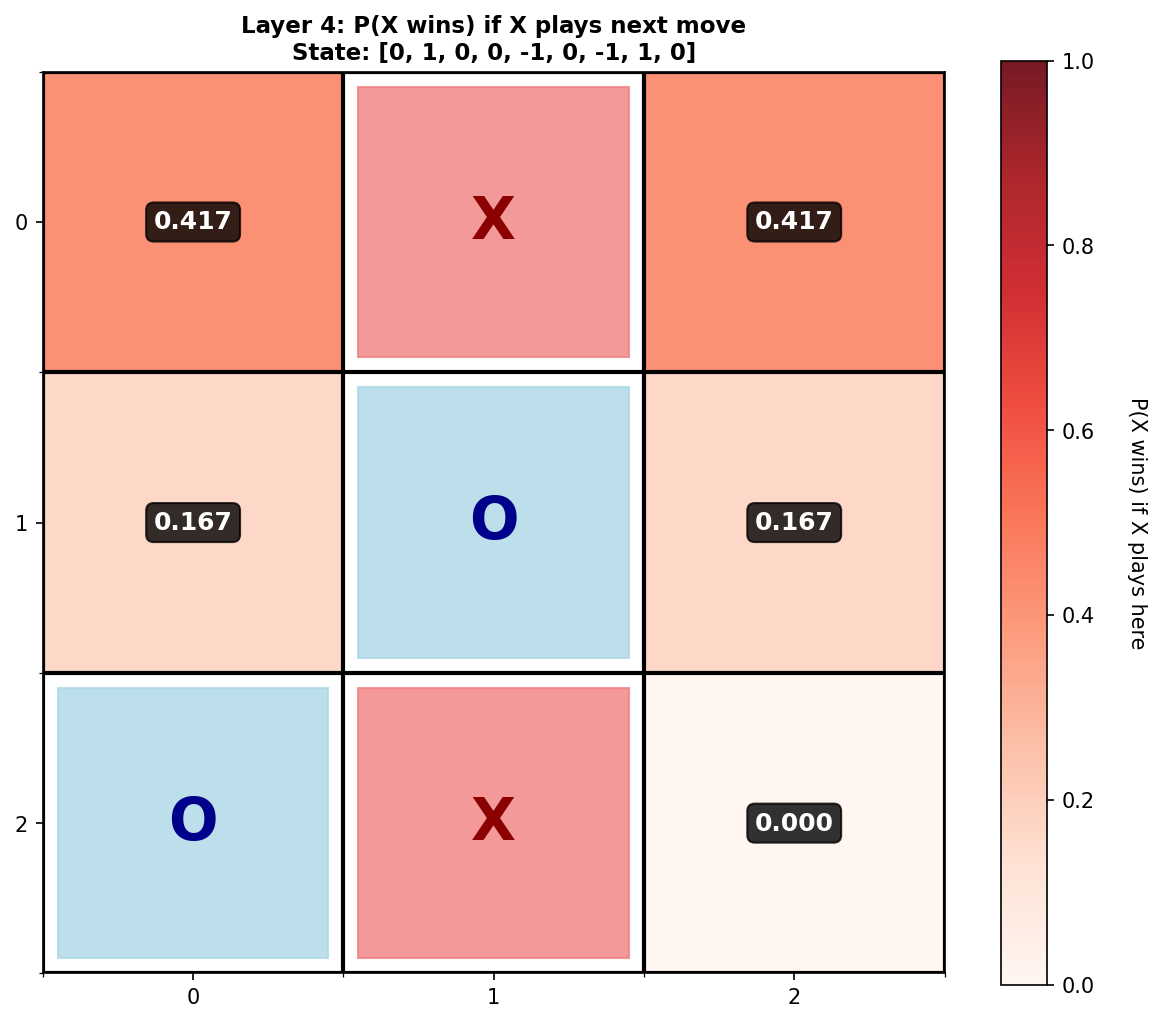 Layer 4: P(X wins) if X plays next move
State: [0, 1, 0, 0, -1, 0, -1, 1, 0]
0
0.417
X
0.417
1
0.167
O
0.167
2
O
X
0.000
0
1
2
1.0
0.8
0.6
0.4
0.2
0.0
P(X wins) if X plays here